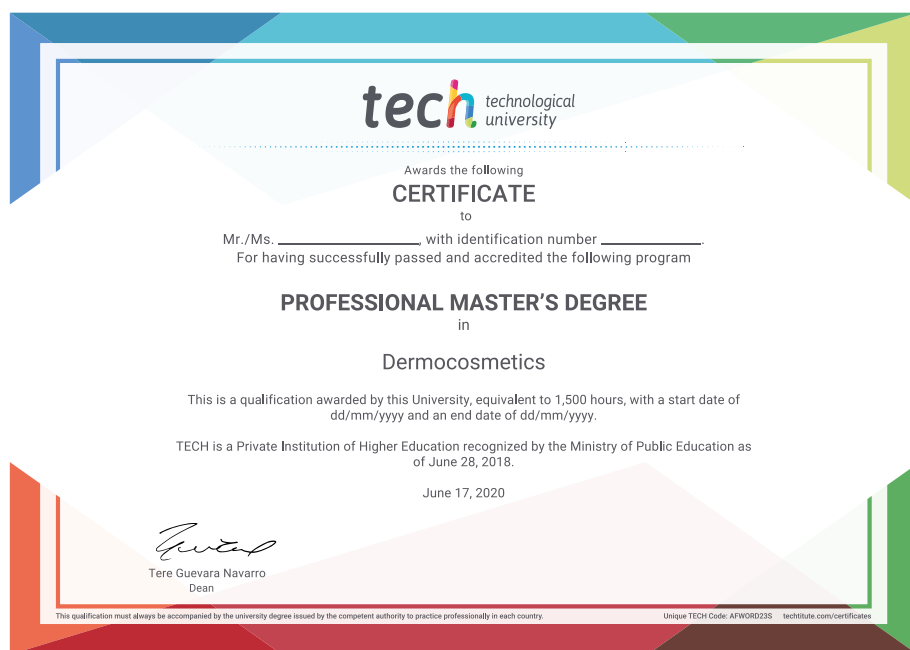 tech technological
university
Awards the following
CERTIFICATE
to
Mr./Ms. ____________________, with identification number ______________.
For having successfully passed and accredited the following program
PROFESSIONAL MASTER'S DEGREE
in
Dermocosmetics
This is a qualification awarded by this University, equivalent to 1,500 hours, with a start date of
dd/mm/yyyy and an end date of dd/mm/yyyy.
TECH is a Private Institution of Higher Education recognized by the Ministry of Public Education as
of June 28, 2018.
June 17, 2020
Tere Guevara Navarro
Dean
This qualification must always be accompanied by the university degree issued by the competent authority to practice professionally in each country.
Unique TECH Code: AFWORD23S techtitute.com/certificates